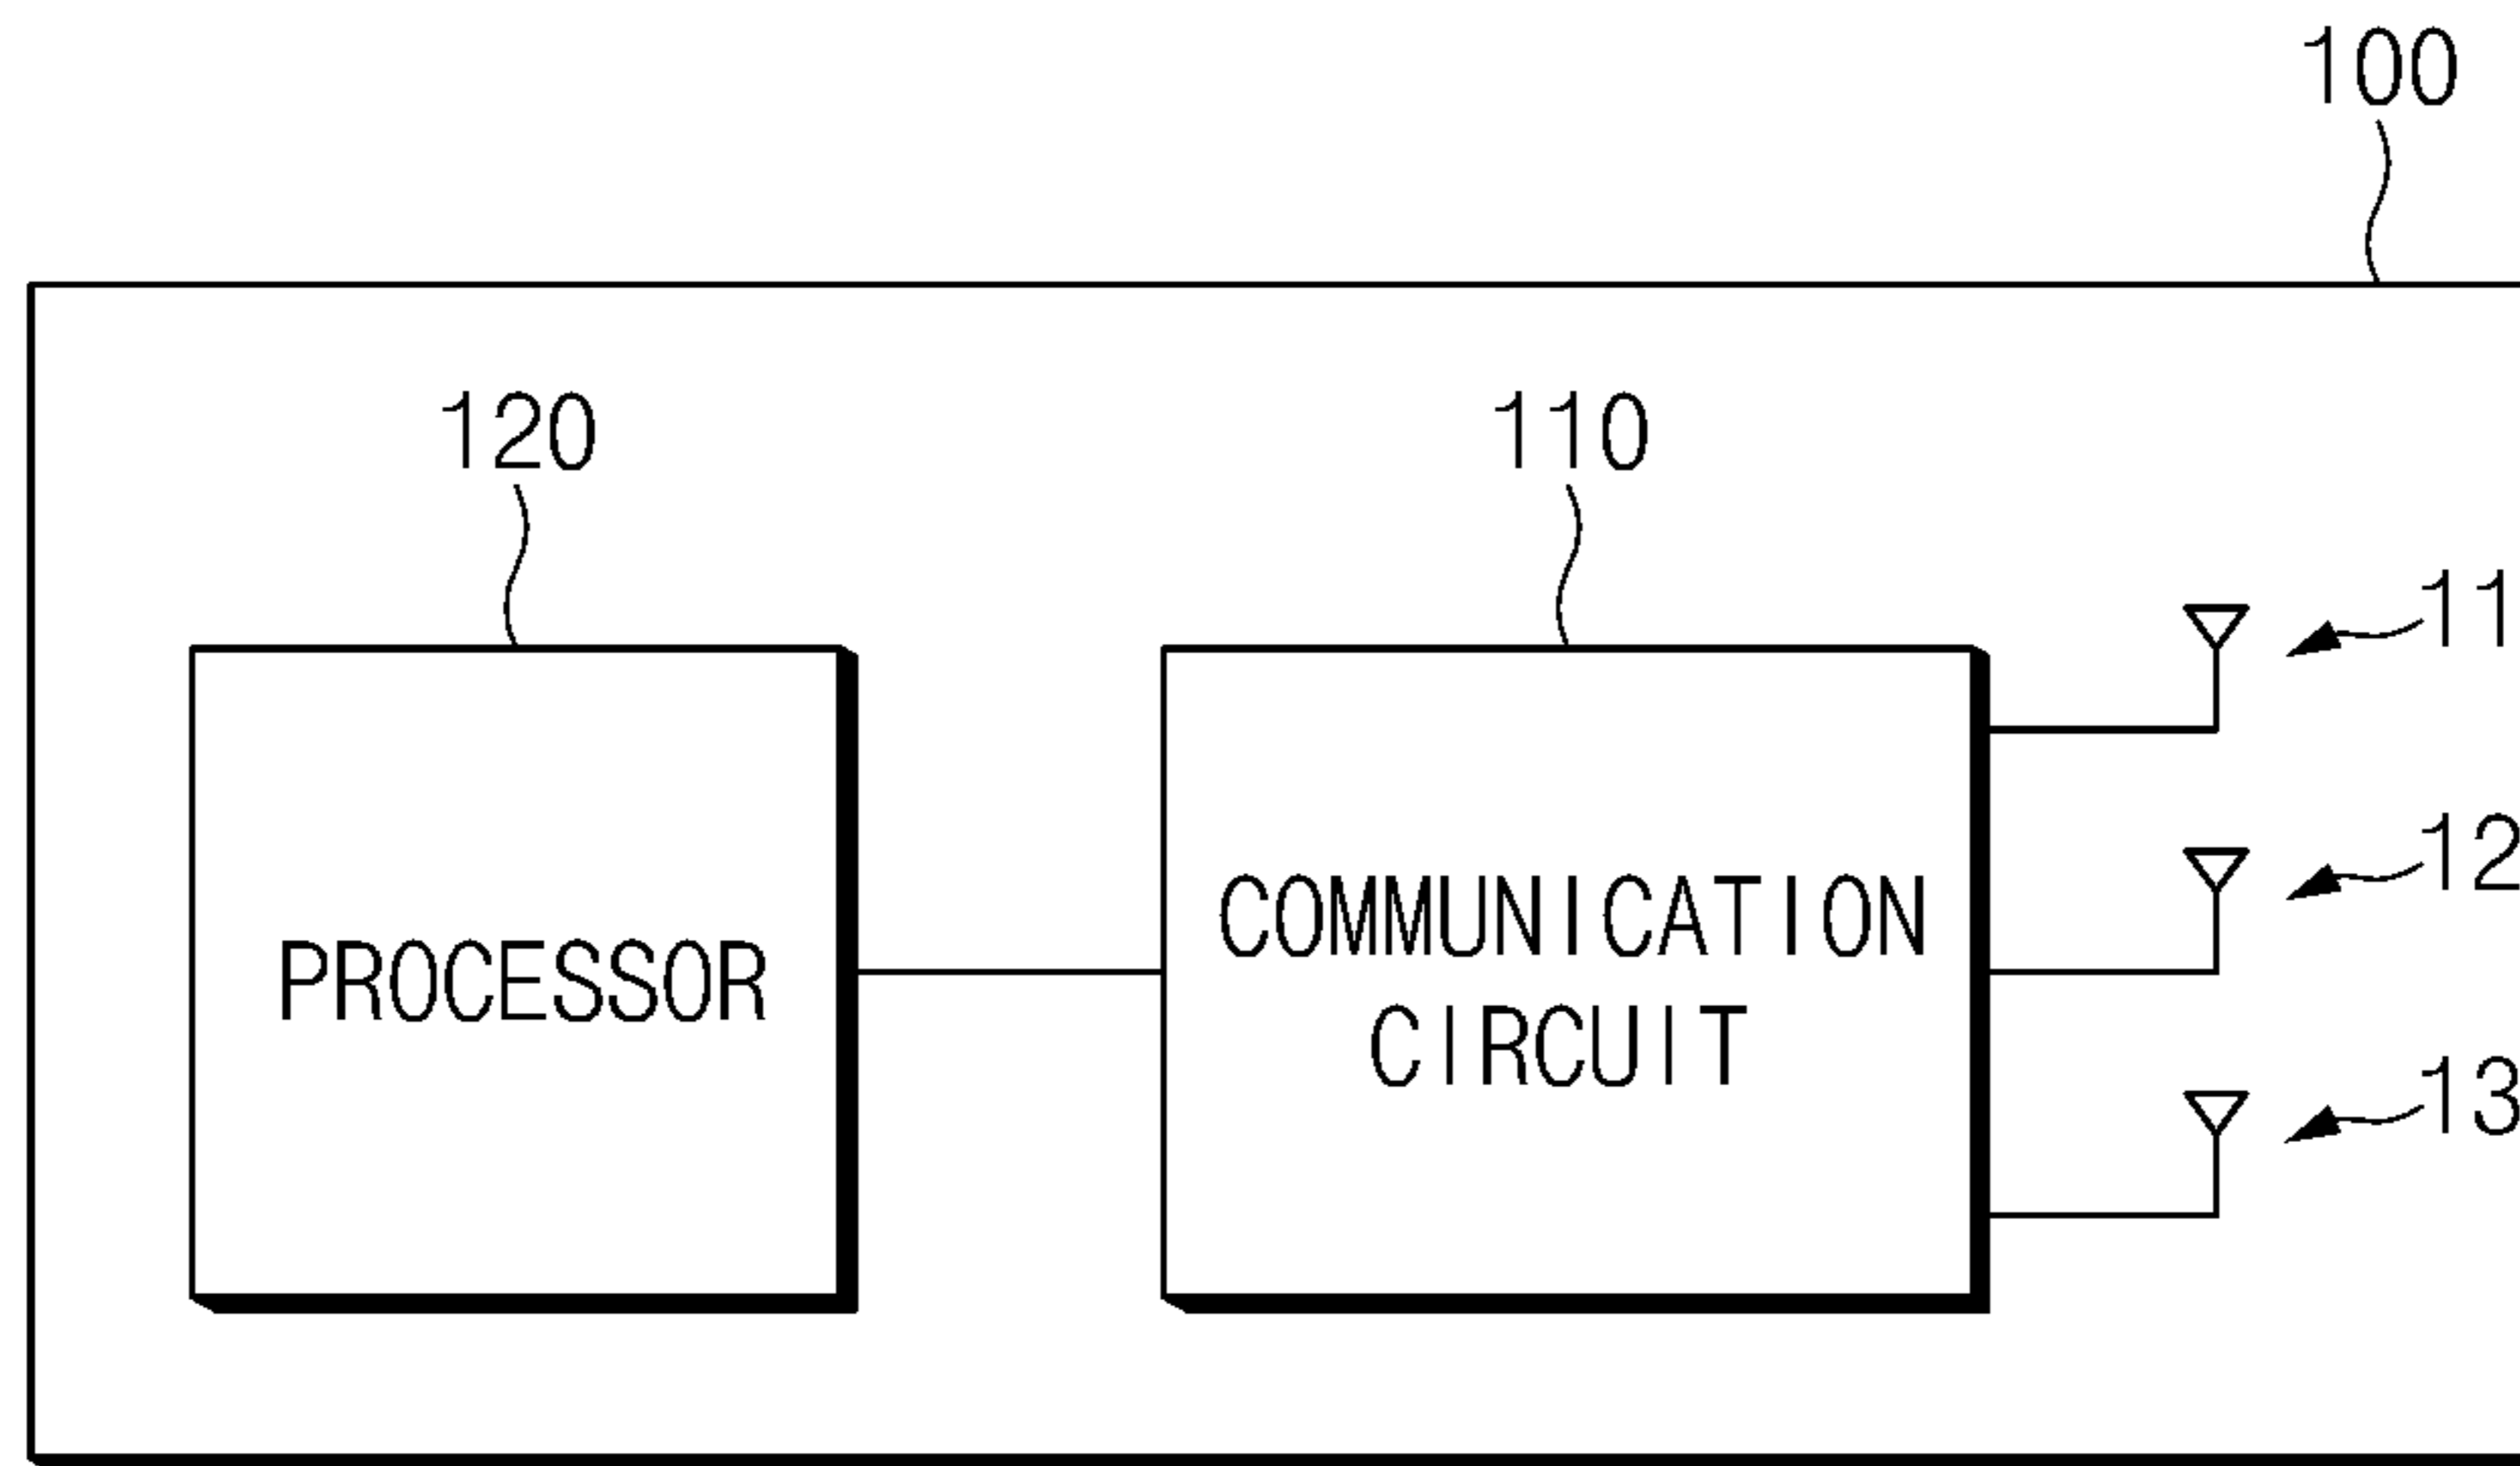 100
120
110
11
12
13
PROCESSOR
COMMUNICATION
CIRCUIT